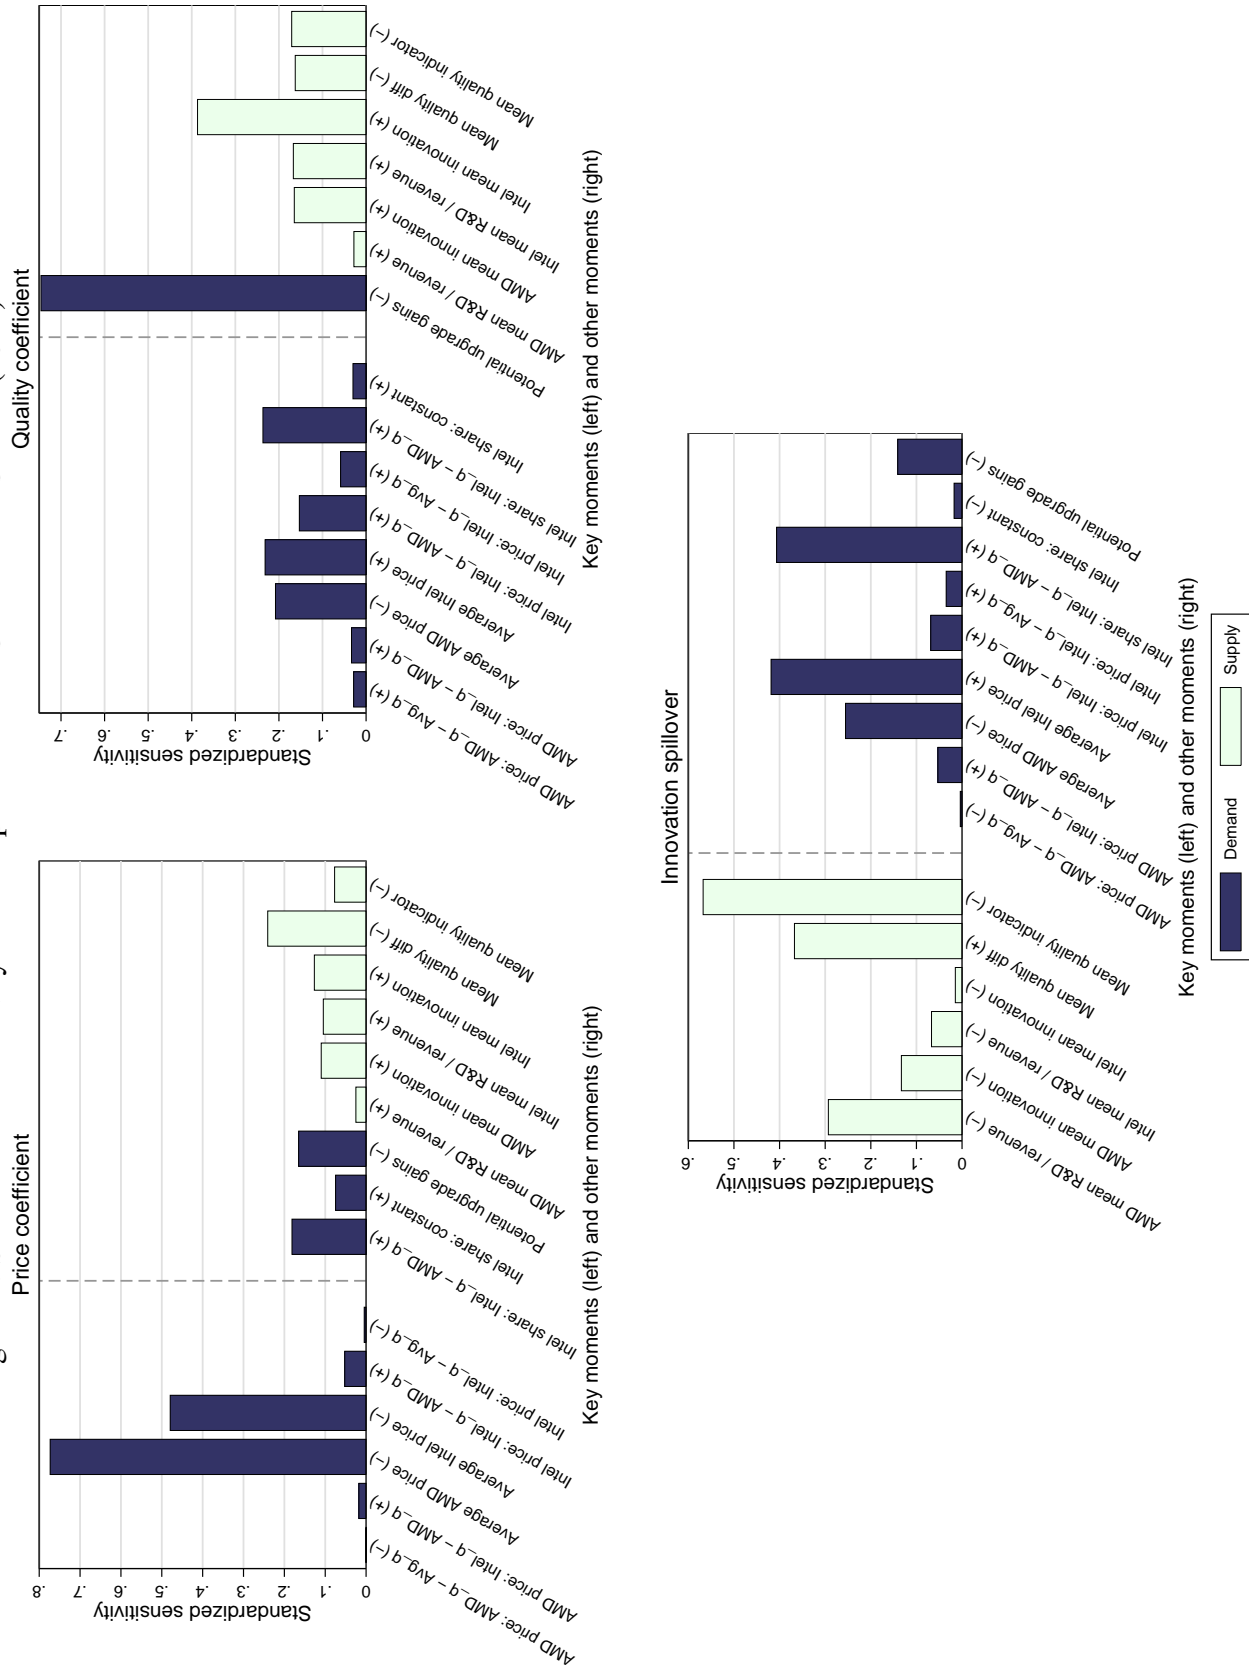 Price coefficient
Standardized sensitivity
0
.1
.2
.3
.4
.5
.6
.7
.8
AMD price: AMD_q – Avg_q (–)
AMD price: Intel_q – AMD_q (+)
Average AMD price (–)
Average Intel price (–)
Intel price: Intel_q – AMD_q (+)
Intel price: Intel_q – Avg_q (–)
Intel share: Intel_q – AMD_q (+)
Intel share: constant (+)
Potential upgrade gains (–)
AMD mean R&D / revenue (+)
AMD mean innovation (+)
Intel mean R&D / revenue (+)
Intel mean innovation (+)
Mean quality diff (–)
Mean quality indicator (–)
Key moments (left) and other moments (right)
Quality coefficient
Standardized sensitivity
0
.1
.2
.3
.4
.5
.6
.7
AMD price: AMD_q – Avg_q (+)
AMD price: Intel_q – AMD_q (+)
Average AMD price (–)
Average Intel price (+)
Intel price: Intel_q – AMD_q (+)
Intel price: Intel_q – Avg_q (+)
Intel share: Intel_q – AMD_q (+)
Intel share: constant (+)
Potential upgrade gains (–)
AMD mean R&D / revenue (+)
AMD mean innovation (+)
Intel mean R&D / revenue (+)
Intel mean innovation (+)
Mean quality diff (–)
Mean quality indicator (–)
Key moments (left) and other moments (right)
Innovation spillover
Standardized sensitivity
0
.1
.2
.3
.4
.5
.6
AMD mean R&D / revenue (–)
AMD mean innovation (–)
Intel mean R&D / revenue (–)
Intel mean innovation (–)
Mean quality diff (+)
Mean quality indicator (–)
AMD price: AMD_q – Avg_q (–)
AMD price: Intel_q – AMD_q (+)
Average AMD price (–)
Average Intel price (+)
Intel price: Intel_q – AMD_q (+)
Intel price: Intel_q – Avg_q (+)
Intel share: Intel_q – AMD_q (+)
Intel share: constant (–)
Potential upgrade gains (–)
Key moments (left) and other moments (right)
Demand
Supply